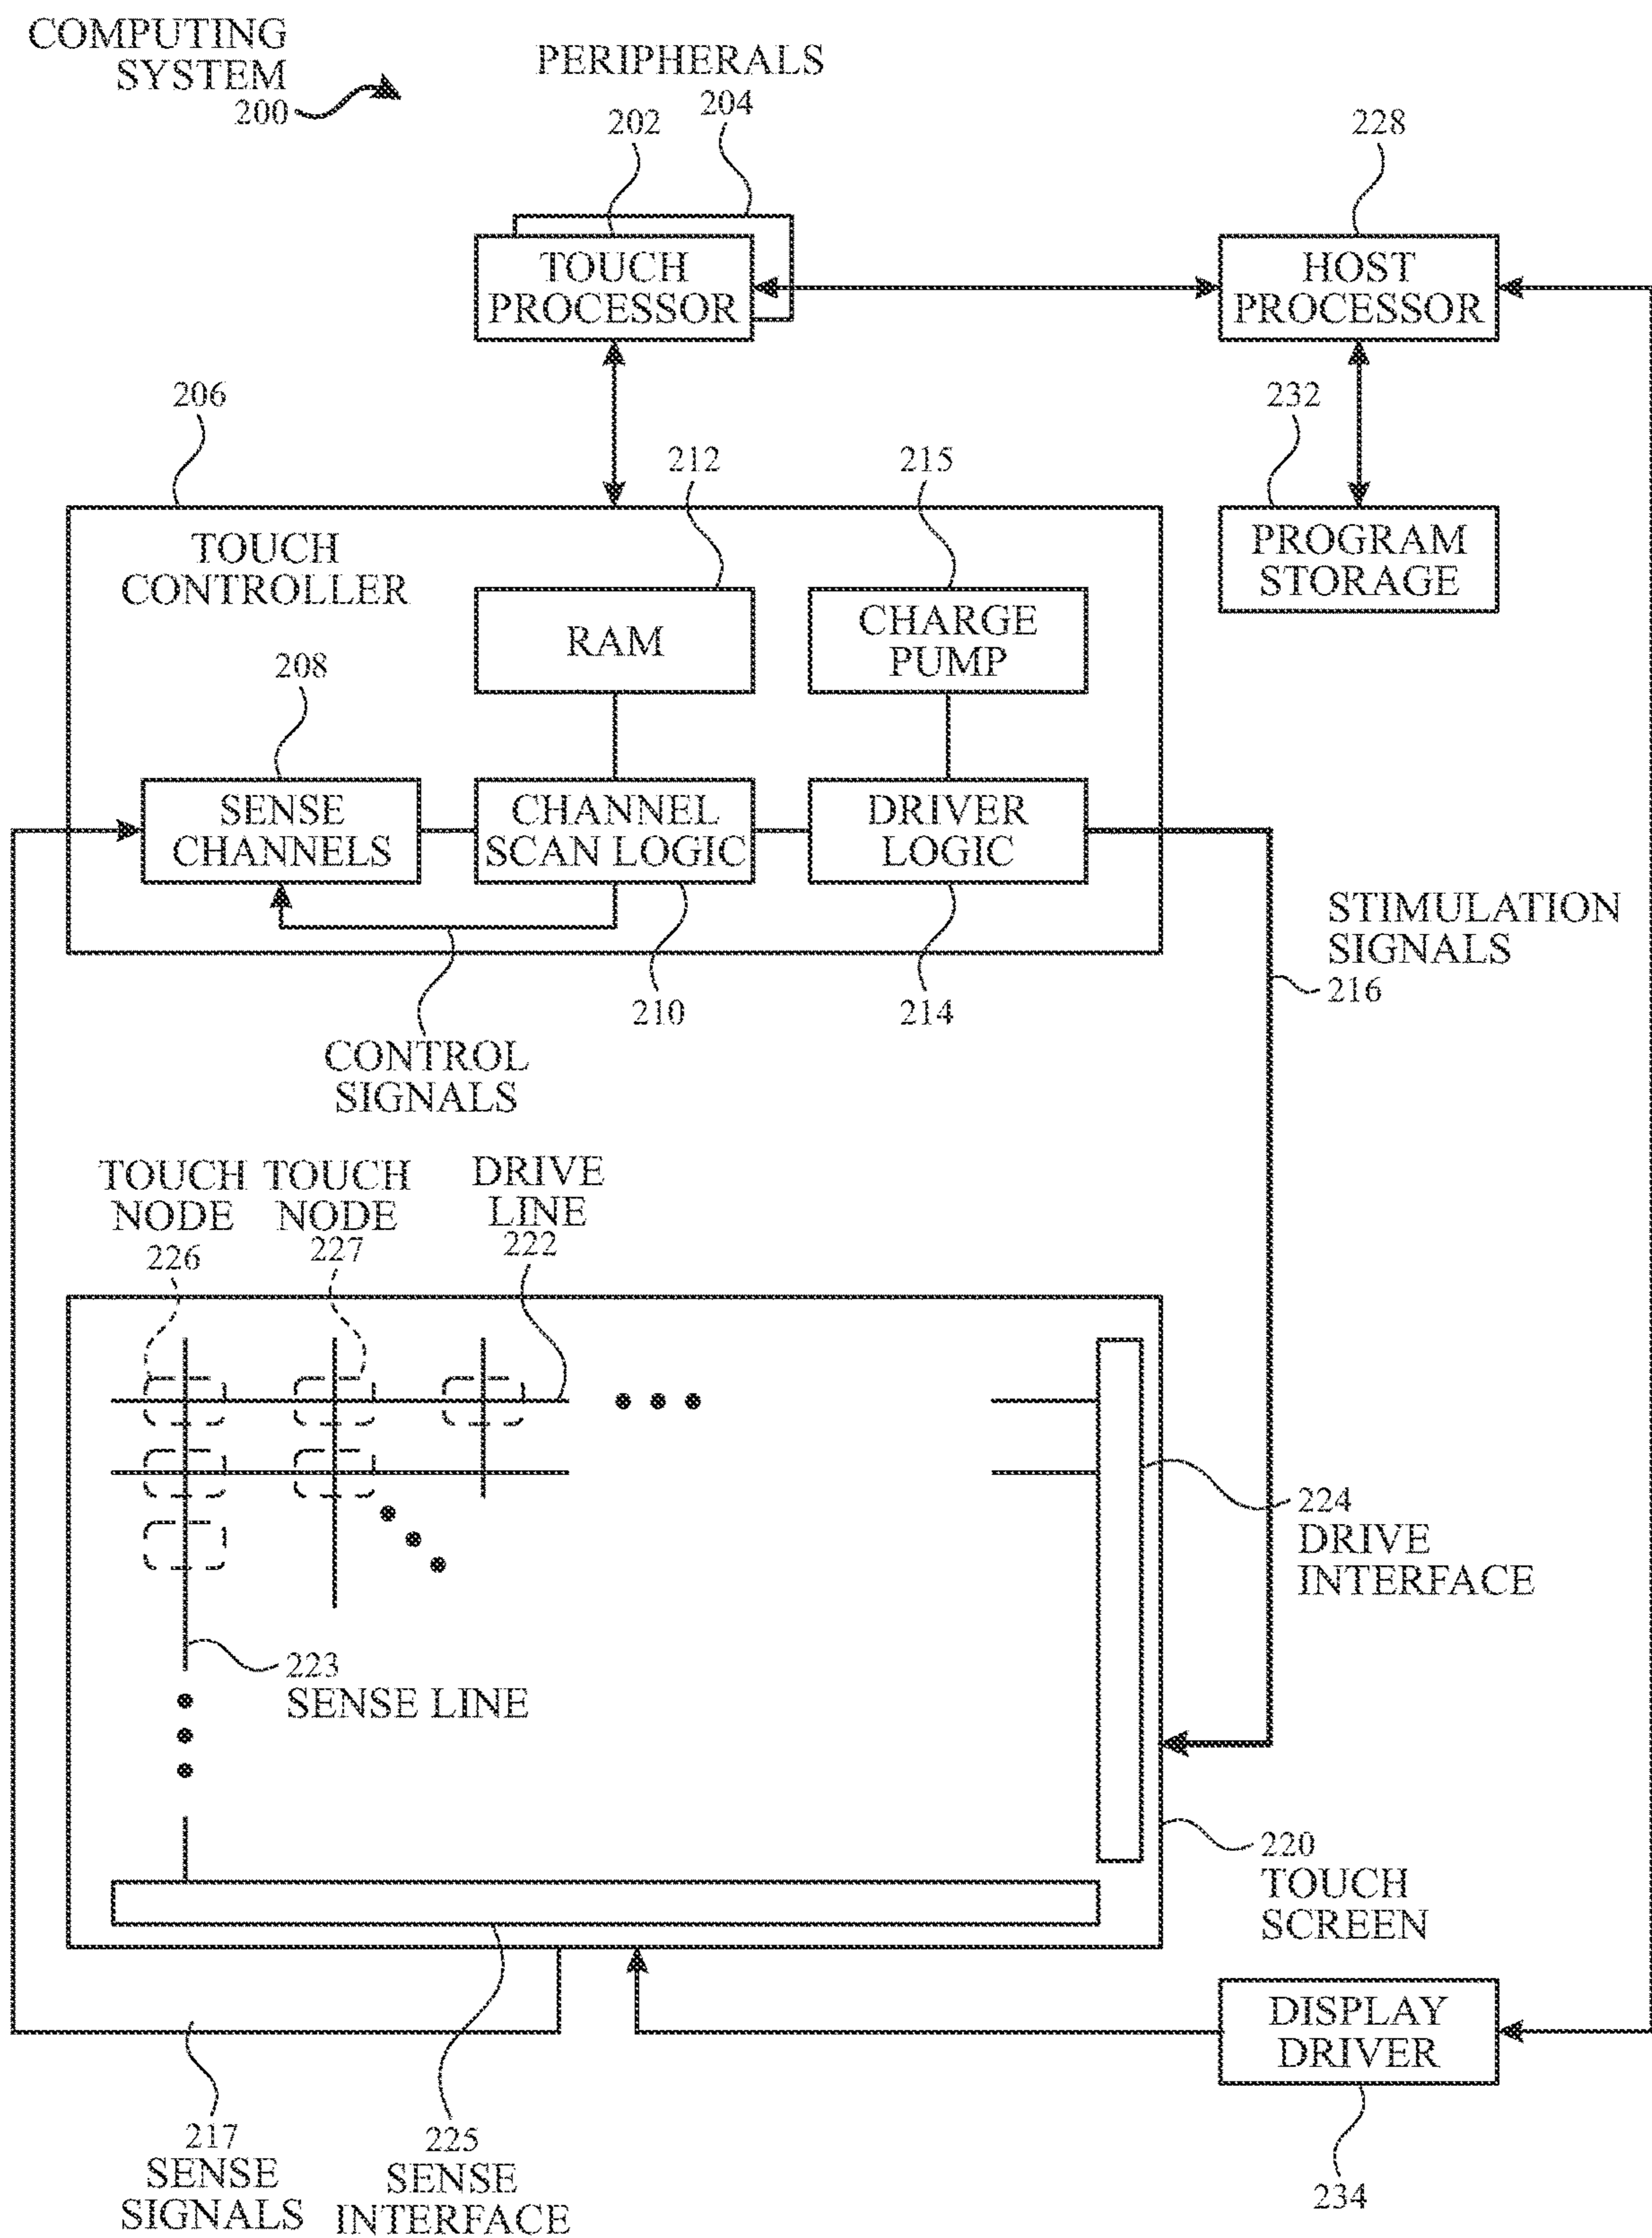 COMPUTING
SYSTEM
200
PERIPHERALS
204
202
228
TOUCH
PROCESSOR
HOST
PROCESSOR
206
232
212
215
TOUCH
CONTROLLER
PROGRAM
STORAGE
RAM
CHARGE
PUMP
208
SENSE
CHANNELS
CHANNEL
SCAN LOGIC
DRIVER
LOGIC
STIMULATION
SIGNALS
216
210
214
CONTROL
SIGNALS
TOUCH
NODE
226
TOUCH
NODE
227
DRIVE
LINE
222
224
DRIVE
INTERFACE
223
SENSE LINE
220
TOUCH
SCREEN
DISPLAY
DRIVER
217
SENSE
SIGNALS
225
SENSE
INTERFACE
234